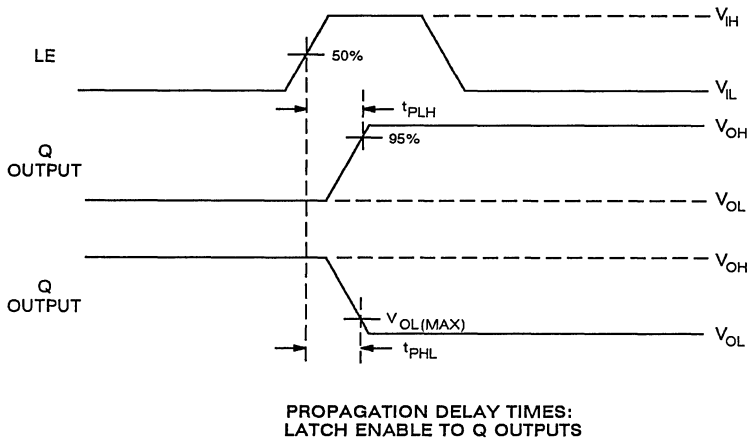 V_IH
LE
50%
V_IL
t_PLH
V_OH
Q
OUTPUT
95%
V_OL
V_OH
Q
OUTPUT
V_OL(MAX)
V_OL
t_PHL
PROPAGATION DELAY TIMES:
LATCH ENABLE TO Q OUTPUTS